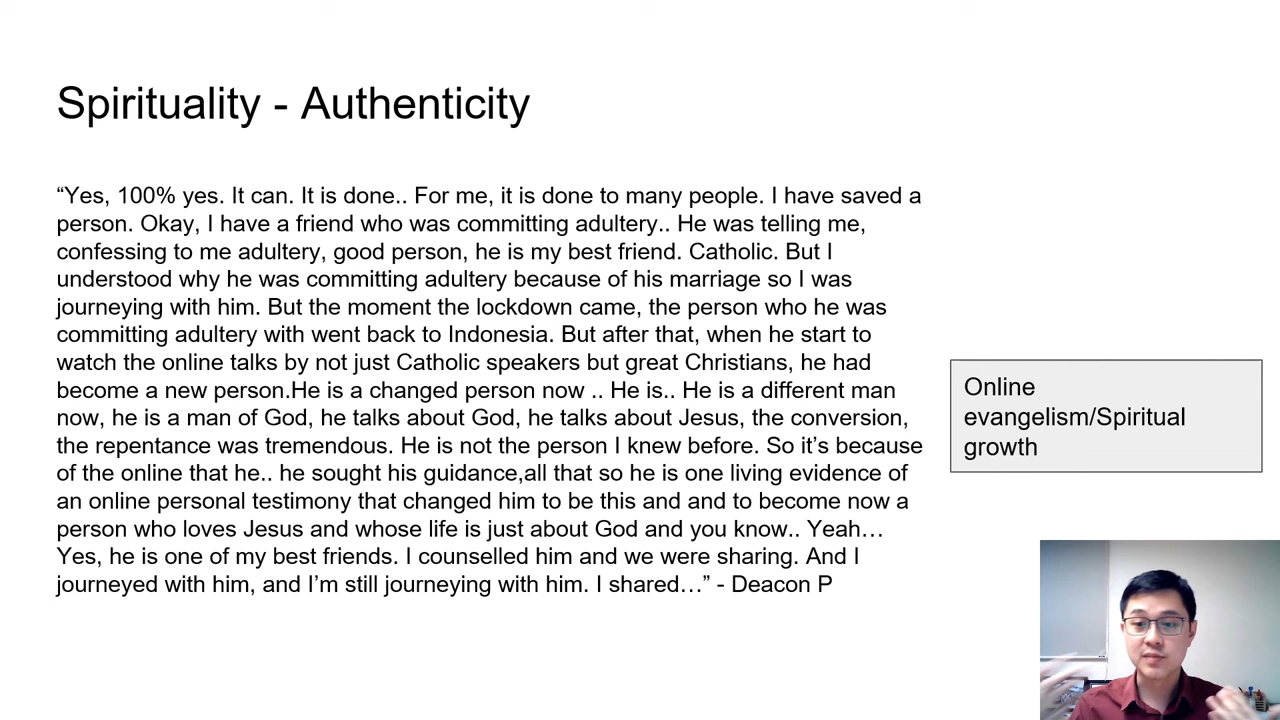 Spirituality - Authenticity
“Yes, 100% yes. It can. It is done.. For me, it is done to many people. I have saved a
person. Okay, I have a friend who was committing adultery.. He was telling me,
confessing to me adultery, good person, he is my best friend. Catholic. But I
understood why he was committing adultery because of his marriage so I was
journeying with him. But the moment the lockdown came, the person who he was
committing adultery with went back to Indonesia. But after that, when he start to
watch the online talks by not just Catholic speakers but great Christians, he had
become a new person.He is a changed person now .. He is.. He is a different man
now, he is a man of God, he talks about God, he talks about Jesus, the conversion,
the repentance was tremendous. He is not the person I knew before. So it’s because
of the online that he.. he sought his guidance,all that so he is one living evidence of
an online personal testimony that changed him to be this and and to become now a
person who loves Jesus and whose life is just about God and you know.. Yeah…
Yes, he is one of my best friends. I counselled him and we were sharing. And I
journeyed with him, and I’m still journeying with him. I shared…” - Deacon P
Online
evangelism/Spiritual
growth